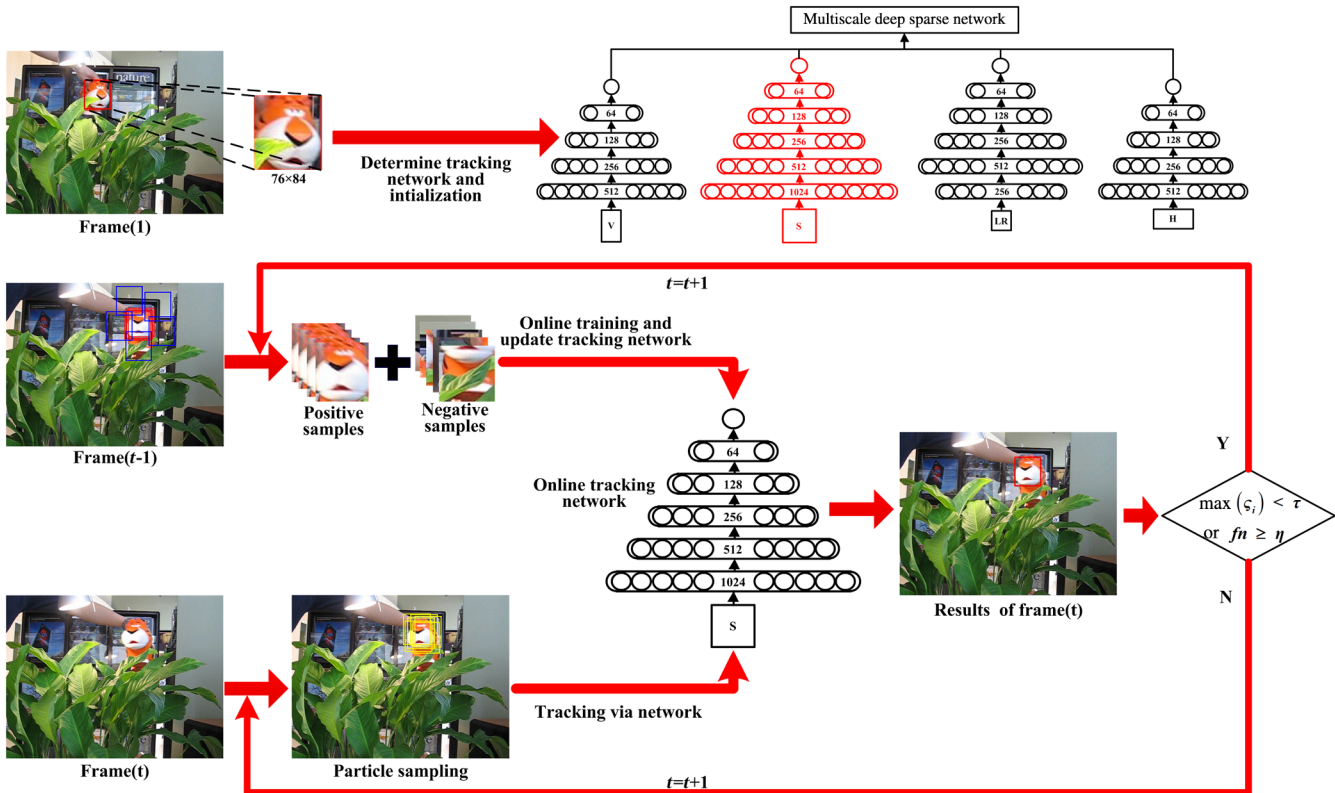 Multiscale deep sparse network
nature
64
128
256
512
V
64
128
256
512
1024
S
64
128
256
512
256
LR
64
128
256
512
H
76×84
Determine tracking
network and
intialization
Frame(1)
t=t+1
Online training and
update tracking network
Positive
samples
Negative
samples
Frame(t-1)
Online tracking
network
64
128
256
512
1024
S
Results of frame(t)
Y
max (ςᵢ) < τ
or fn ≥ η
N
Tracking via network
Frame(t)
Particle sampling
t=t+1